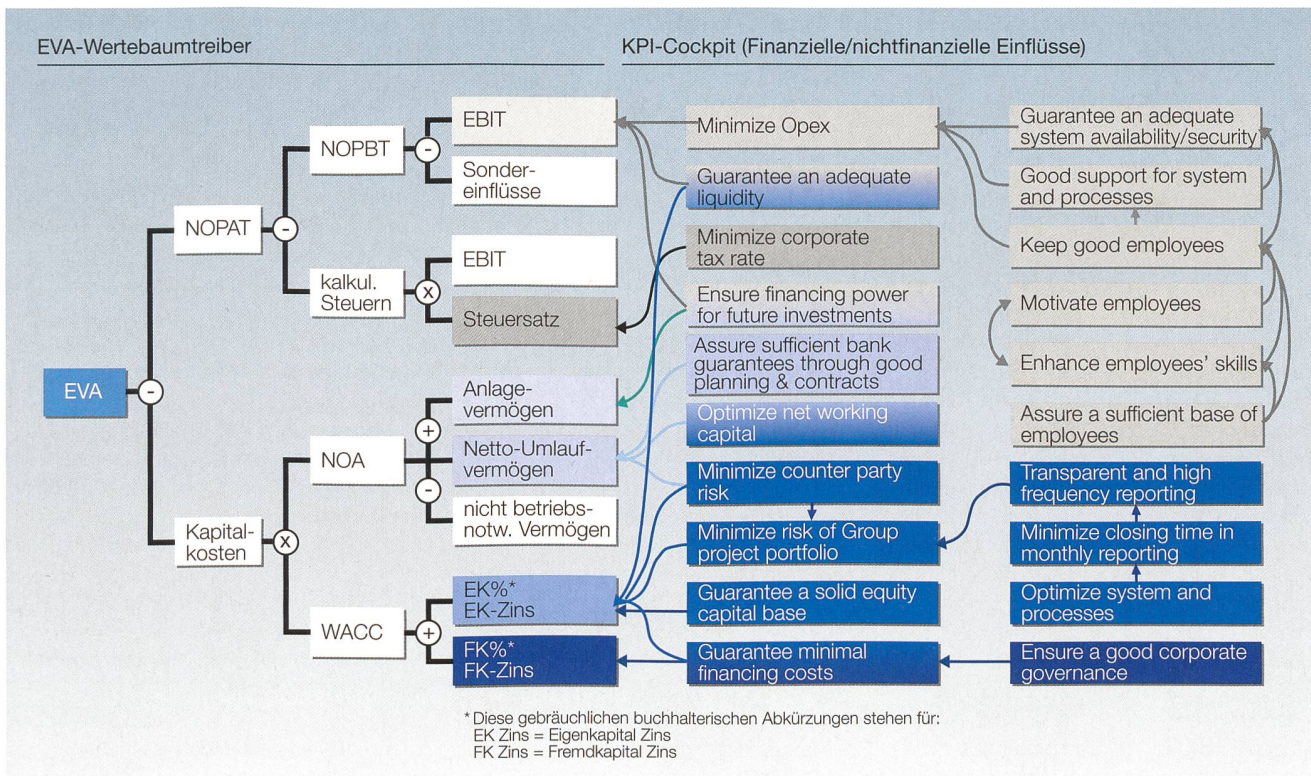 EVA-Wertebaumtreiber
KPI-Cockpit (Finanzielle/nichtfinanzielle Einflüsse)
EVA
-
NOPAT
-
NOPBT
-
EBIT
Sonder-
einflüsse
kalkul.
Steuern
x
EBIT
Steuersatz
Kapital-
kosten
x
NOA
+
-
Anlage-
vermögen
Netto-Umlauf-
vermögen
nicht betriebs-
notw. Vermögen
WACC
+
EK%*
EK-Zins
FK%*
FK-Zins
Minimize Opex
Guarantee an adequate
liquidity
Minimize corporate
tax rate
Ensure financing power
for future investments
Assure sufficient bank
guarantees through good
planning & contracts
Optimize net working
capital
Minimize counter party
risk
Minimize risk of Group
project portfolio
Guarantee a solid equity
capital base
Guarantee minimal
financing costs
Guarantee an adequate
system availability/security
Good support for system
and processes
Keep good employees
Motivate employees
Enhance employees' skills
Assure a sufficient base of
employees
Transparent and high
frequency reporting
Minimize closing time in
monthly reporting
Optimize system and
processes
Ensure a good corporate
governance
* Diese gebräuchlichen buchhalterischen Abkürzungen stehen für:
EK Zins = Eigenkapital Zins
FK Zins = Fremdkapital Zins